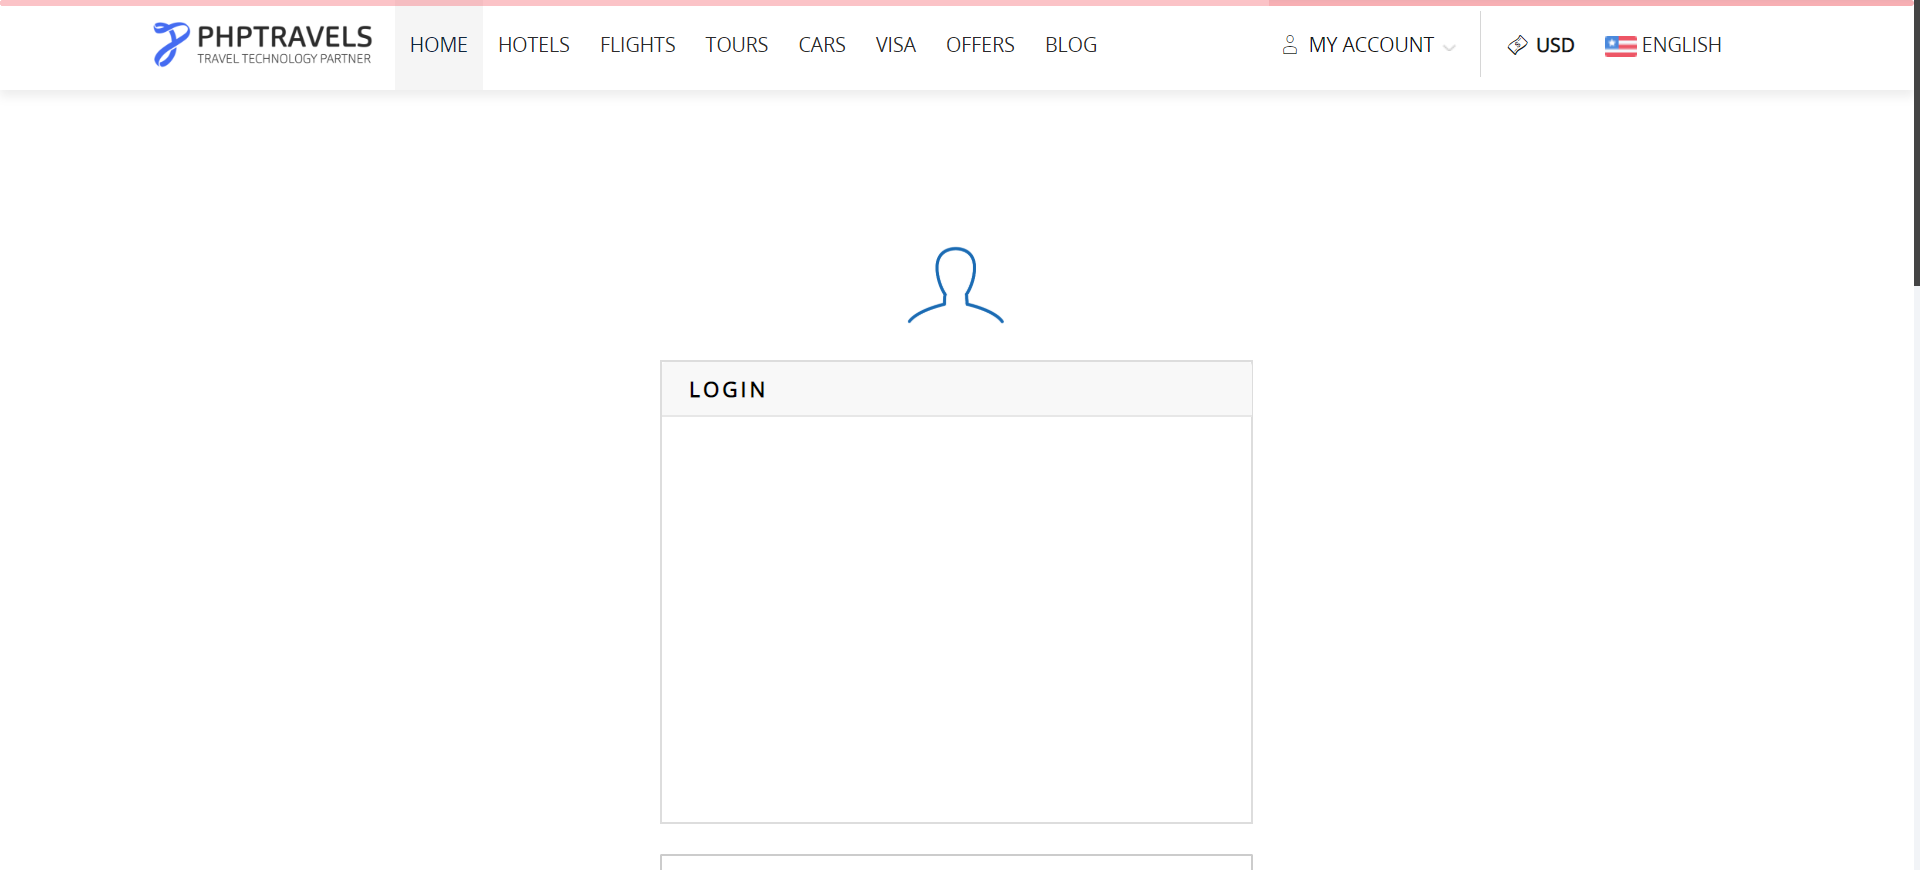 PHPTRAVELS
TRAVEL TECHNOLOGY PARTNER
HOME HOTELS FLIGHTS TOURS CARS VISA OFFERS BLOG MY ACCOUNT USD ENGLISH
LOGIN